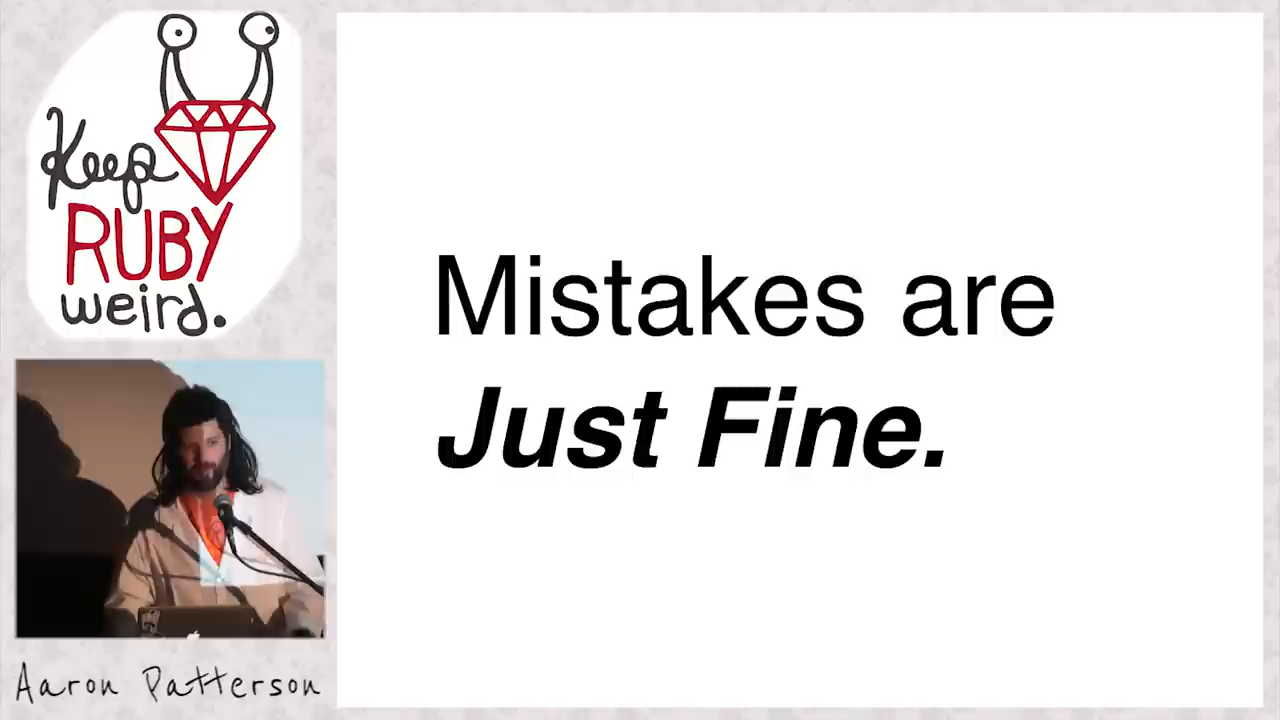 Keep
RUBY
weird.
Mistakes are
Just Fine.
Aaron Patterson